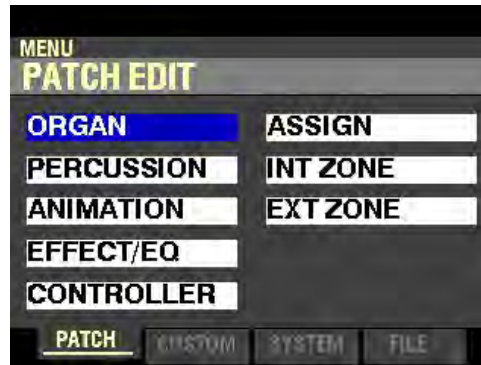 MENU
PATCH EDIT
ORGAN
PERCUSSION
ANIMATION
EFFECT/EQ
CONTROLLER
ASSIGN
INT ZONE
EXT ZONE
PATCH CUSTOM SYSTEM FILE